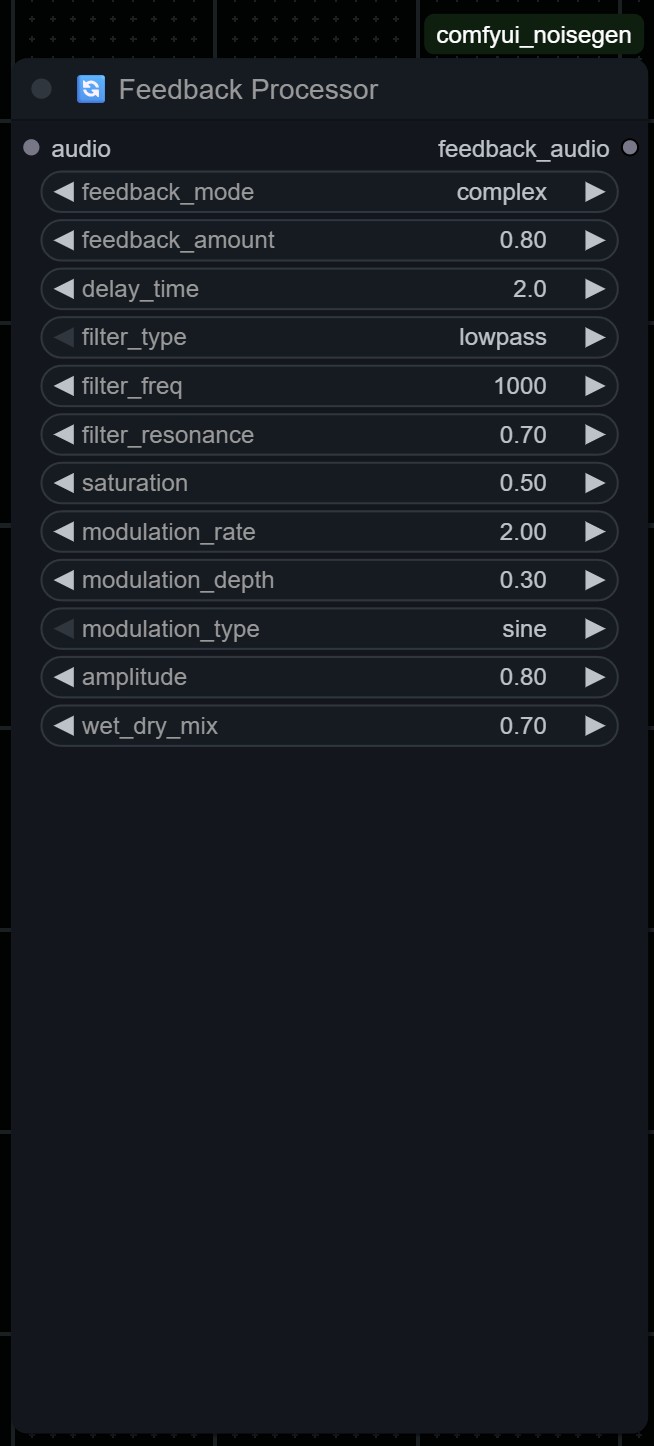 comfyui_noisegen
Feedback Processor
audio feedback_audio
feedback_mode complex
feedback_amount 0.80
delay_time 2.0
filter_type lowpass
filter_freq 1000
filter_resonance 0.70
saturation 0.50
modulation_rate 2.00
modulation_depth 0.30
modulation_type sine
amplitude 0.80
wet_dry_mix 0.70